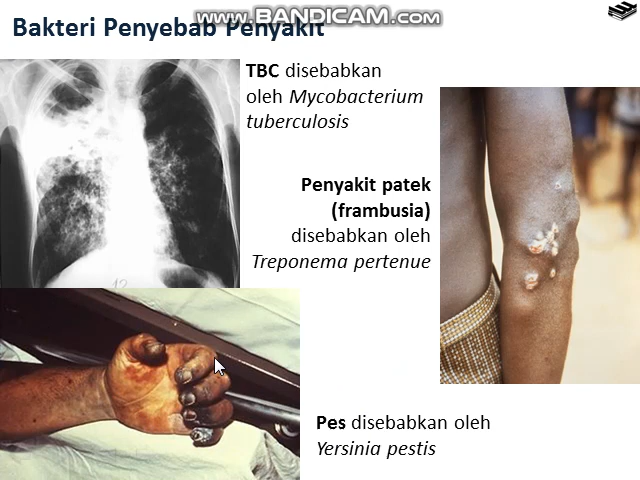 www.BANDICAM.com
Bakteri Penyebab Penyakit
TBC disebabkan
oleh Mycobacterium
tuberculosis
Penyakit patek
(frambusia)
disebabkan oleh
Treponema pertenue
Pes disebabkan oleh
Yersinia pestis